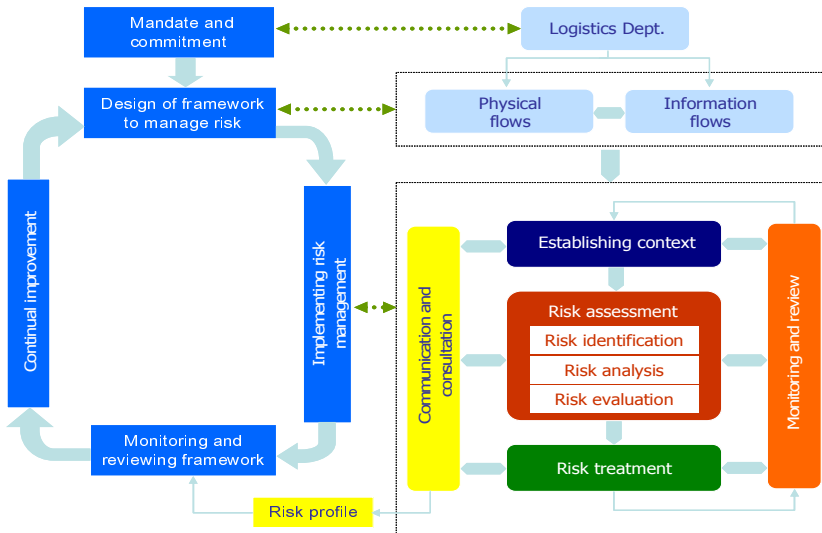 Mandate and
commitment
Logistics Dept.
Design of framework
to manage risk
Physical
flows
Information
flows
Continual improvement
Implementing risk
management
Communication and
consultation
Establishing context
Risk assessment
Risk identification
Risk analysis
Risk evaluation
Monitoring and review
Monitoring and
reviewing framework
Risk treatment
Risk profile